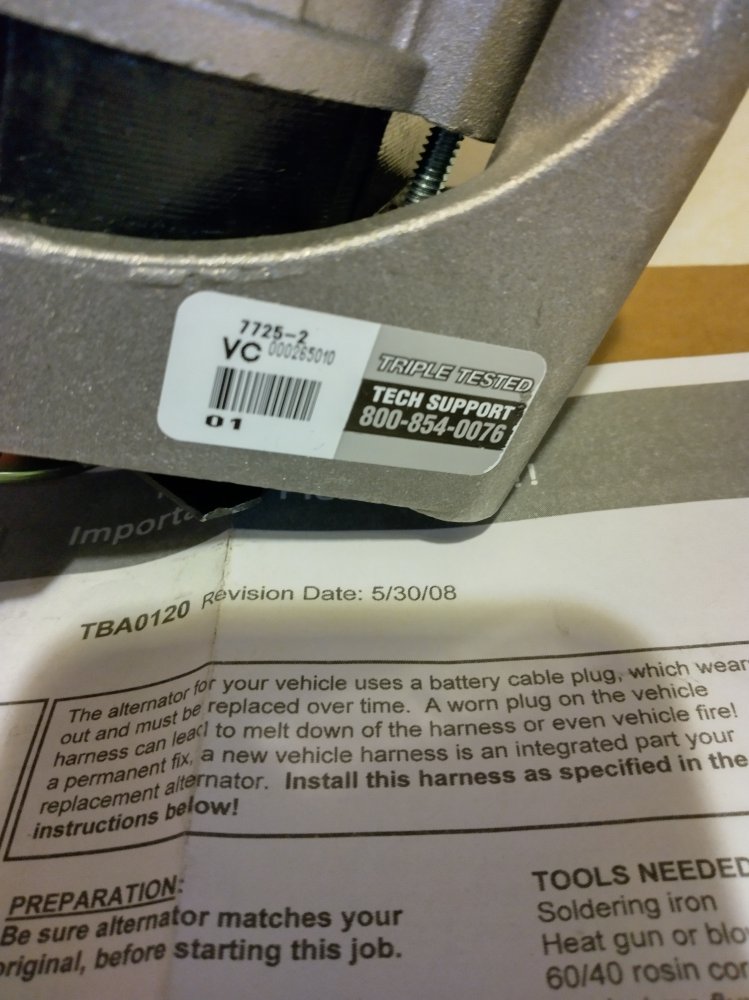 7725-2
VC 000265010
01
TRIPLE TESTED
TECH SUPPORT
800-854-0076
!
TBA0120 Revision Date: 5/30/08
The alternator for your vehicle uses a battery cable plug, which wear
out and must be replaced over time. A worn plug on the vehicle
harness can lead to melt down of the harness or even vehicle fire!
a permanent fix, a new vehicle harness is an integrated part your
replacement alternator. Install this harness as specified in the
instructions below!
PREPARATION:
Be sure alternator matches your
original, before starting this job.
TOOLS NEEDED
Soldering iron
Heat gun or blo
60/40 rosin cor